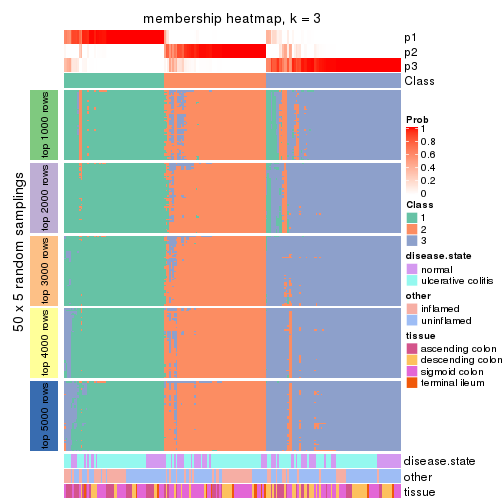 membership heatmap, k = 3
p1
p2
p3
Class
50 x 5 random samplings
top 1000 rows
top 2000 rows
top 3000 rows
top 4000 rows
top 5000 rows
disease.state
other
tissue
Prob
1
0.8
0.6
0.4
0.2
0
Class
1
2
3
disease.state
normal
ulcerative colitis
other
inflamed
uninflamed
tissue
ascending colon
descending colon
sigmoid colon
terminal ileum